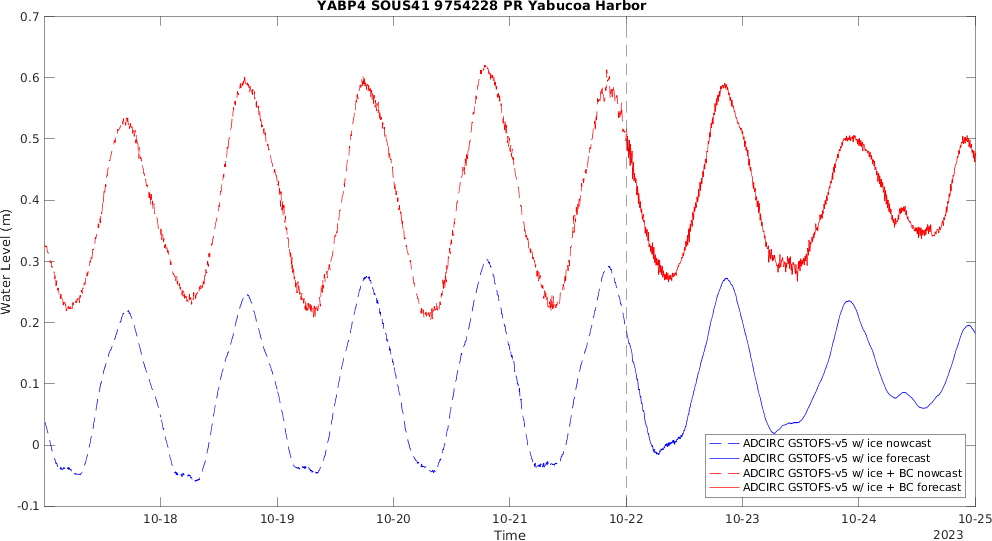 YABP4 SOUS41 9754228 PR Yabucoa Harbor
0.7
0.6
0.5
0.4
0.3
0.2
0.1
0
-0.1
Water Level (m)
10-18
10-19
10-20
10-21
10-22
10-23
10-24
10-25
Time
2023
ADCIRC GSTOFS-v5 w/ ice nowcast
ADCIRC GSTOFS-v5 w/ ice forecast
ADCIRC GSTOFS-v5 w/ ice + BC nowcast
ADCIRC GSTOFS-v5 w/ ice + BC forecast